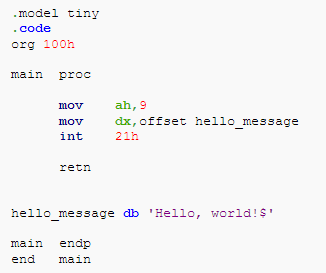 .model tiny
.code
org 100h
main proc
mov ah,9
mov dx,offset hello_message
int 21h
retn
hello_message db 'Hello, world!$'
main endp
end main